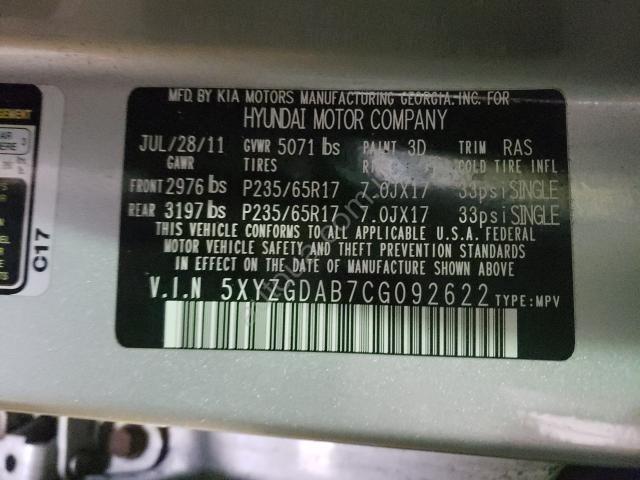 MFD. BY KIA MOTORS MANUFACTURING GEORGIA, INC. FOR
HYUNDAI MOTOR COMPANY
JUL/28/11 GVWR 5071 lbs PAINT 3D TRIM RAS
GAWR TIRES COLD TIRE INFL
FRONT 2976 lbs P235/65R17 7.0JX17 33psi SINGLE
REAR 3197 lbs P235/65R17 7.0JX17 33psi SINGLE
THIS VEHICLE CONFORMS TO ALL APPLICABLE U.S.A. FEDERAL
MOTOR VEHICLE SAFETY AND THEFT PREVENTION STANDARDS
IN EFFECT ON THE DATE OF MANUFACTURE SHOWN ABOVE
V.I.N 5XYZGDAB7CG092622 TYPE: MPV
C17